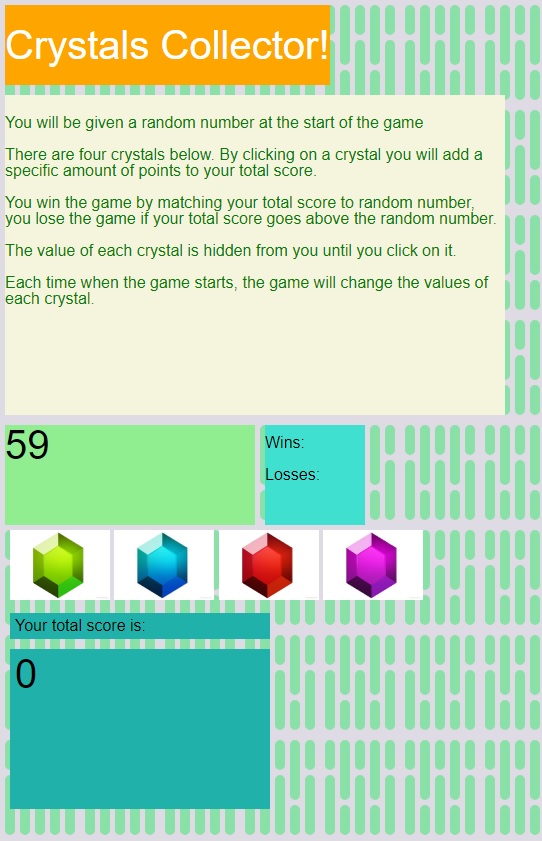 Crystals Collector!
You will be given a random number at the start of the game
There are four crystals below. By clicking on a crystal you will add a
specific amount of points to your total score.
You win the game by matching your total score to random number,
you lose the game if your total score goes above the random number.
The value of each crystal is hidden from you until you click on it.
Each time when the game starts, the game will change the values of
each crystal.
59
Wins:
Losses:
Your total score is:
0